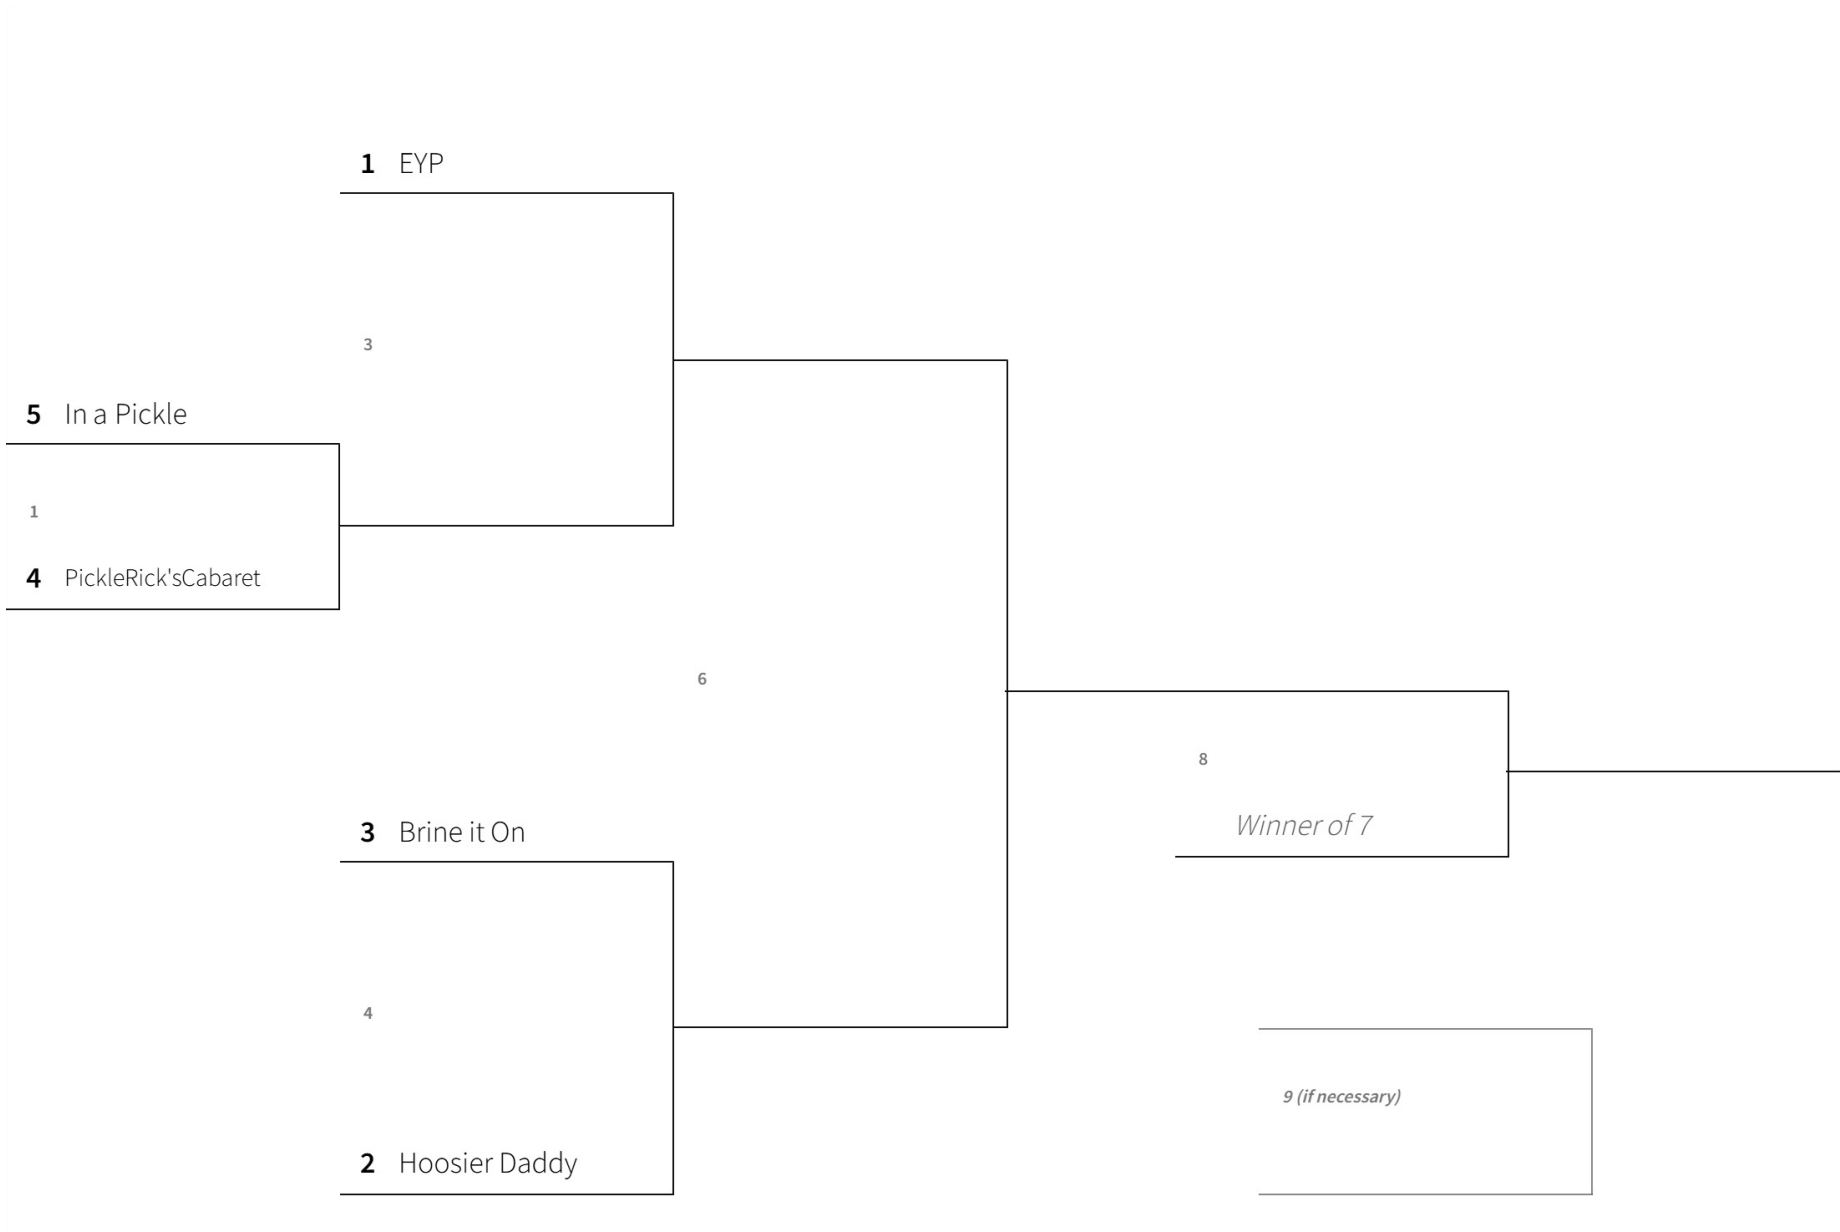 1 EYP
3
5 In a Pickle
1
4 PickleRick'sCabaret
6
8
Winner of 7
3 Brine it On
4
9 (if necessary)
2 Hoosier Daddy